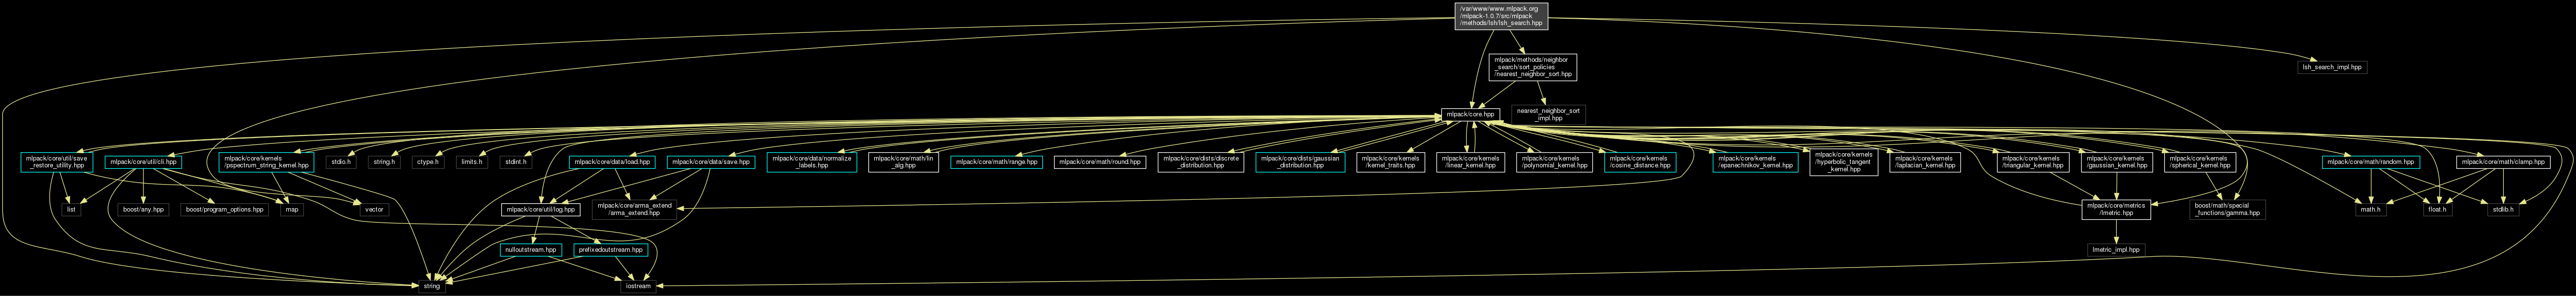 /var/www/www.mlpack.org
/mlpack-1.0.7/src/mlpack
/methods/lsh/lsh_search.hpp
mlpack/methods/neighbor
_search/sort_policies
/nearest_neighbor_sort.hpp
lsh_search_impl.hpp
mlpack/core.hpp
nearest_neighbor_sort
_impl.hpp
mlpack/core/util/save
_restore_utility.hpp
mlpack/core/util/cli.hpp
mlpack/core/kernels
/pspectrum_string_kernel.hpp
stdio.h
string.h
ctype.h
limits.h
stdint.h
mlpack/core/data/load.hpp
mlpack/core/data/save.hpp
mlpack/core/data/normalize
_labels.hpp
mlpack/core/math/lin
_alg.hpp
mlpack/core/math/range.hpp
mlpack/core/math/round.hpp
mlpack/core/dists/discrete
_distribution.hpp
mlpack/core/dists/gaussian
_distribution.hpp
mlpack/core/kernels
/kernel_traits.hpp
mlpack/core/kernels
/linear_kernel.hpp
mlpack/core/kernels
/polynomial_kernel.hpp
mlpack/core/kernels
/cosine_distance.hpp
mlpack/core/kernels
/epanechnikov_kernel.hpp
mlpack/core/kernels
/hyperbolic_tangent
_kernel.hpp
mlpack/core/kernels
/laplacian_kernel.hpp
mlpack/core/kernels
/triangular_kernel.hpp
mlpack/core/kernels
/gaussian_kernel.hpp
mlpack/core/kernels
/spherical_kernel.hpp
mlpack/core/math/random.hpp
mlpack/core/math/clamp.hpp
list
boost/any.hpp
boost/program_options.hpp
map
vector
mlpack/core/util/log.hpp
mlpack/core/arma_extend
/arma_extend.hpp
mlpack/core/metrics
/lmetric.hpp
boost/math/special
_functions/gamma.hpp
math.h
float.h
stdlib.h
nulloutstream.hpp
prefixedoutstream.hpp
lmetric_impl.hpp
string
iostream